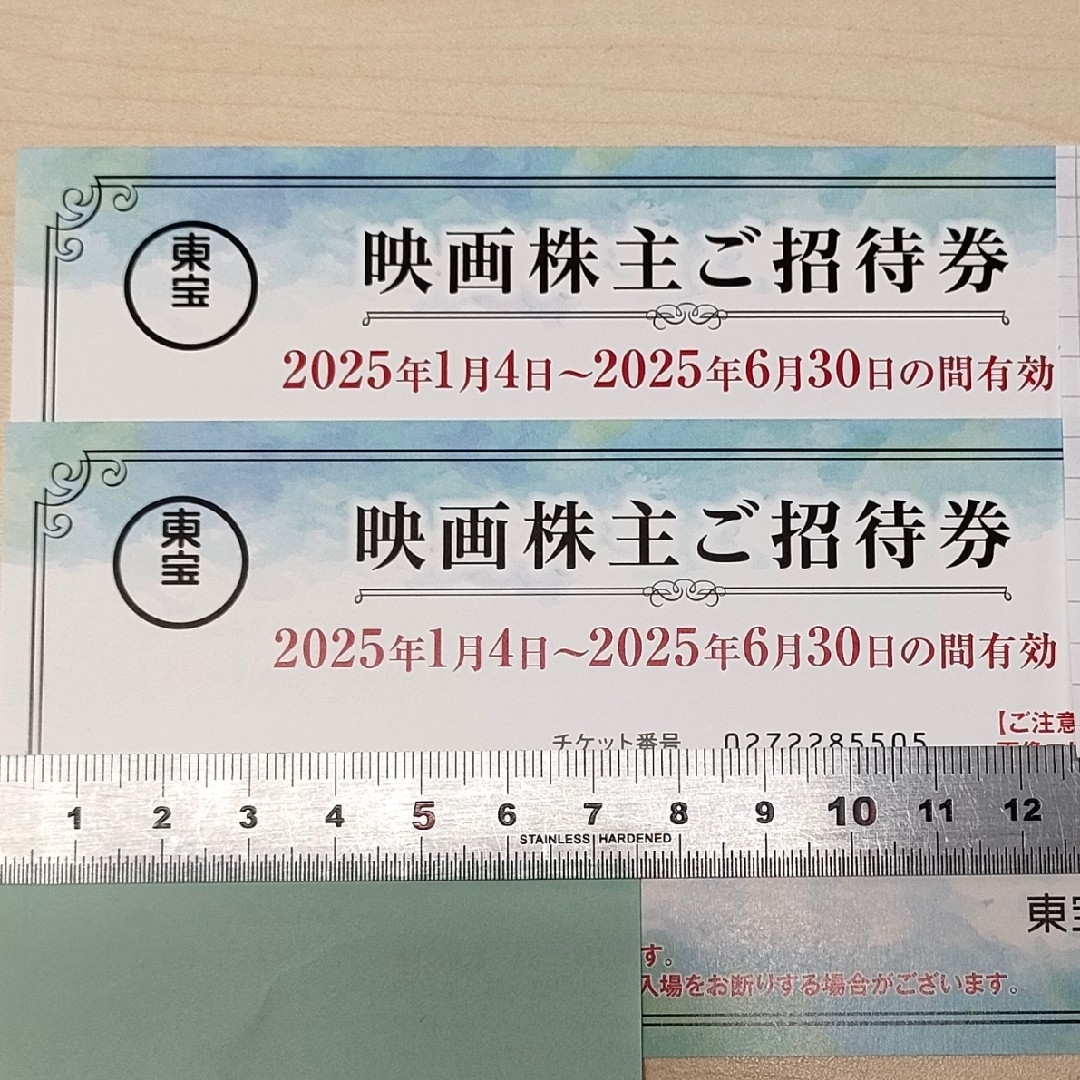 東宝
映画株主ご招待券
2025年1月4日～2025年6月30日の間有効
東宝
映画株主ご招待券
2025年1月4日～2025年6月30日の間有効
【ご注意
チケット番号 0272285505
1 2 3 4 5 6 7 8 9 10 11 12
STAINLESS HARDENED
東
す。
入場をお断りする場合がございます。